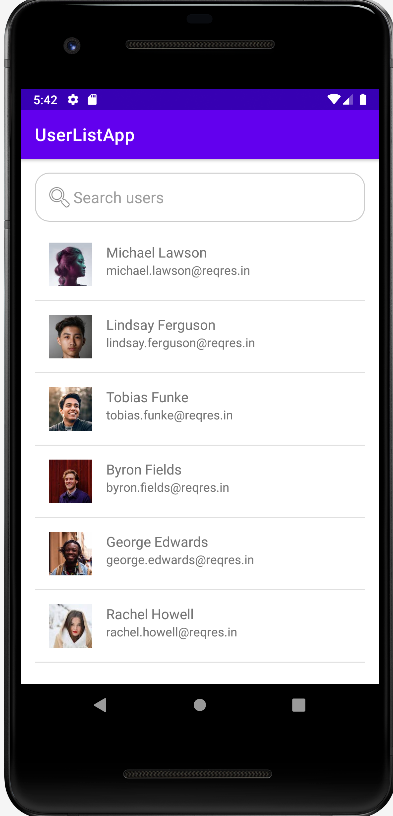 5:42
UserListApp
Search users
Michael Lawson
michael.lawson@reqres.in
Lindsay Ferguson
lindsay.ferguson@reqres.in
Tobias Funke
tobias.funke@reqres.in
Byron Fields
byron.fields@reqres.in
George Edwards
george.edwards@reqres.in
Rachel Howell
rachel.howell@reqres.in